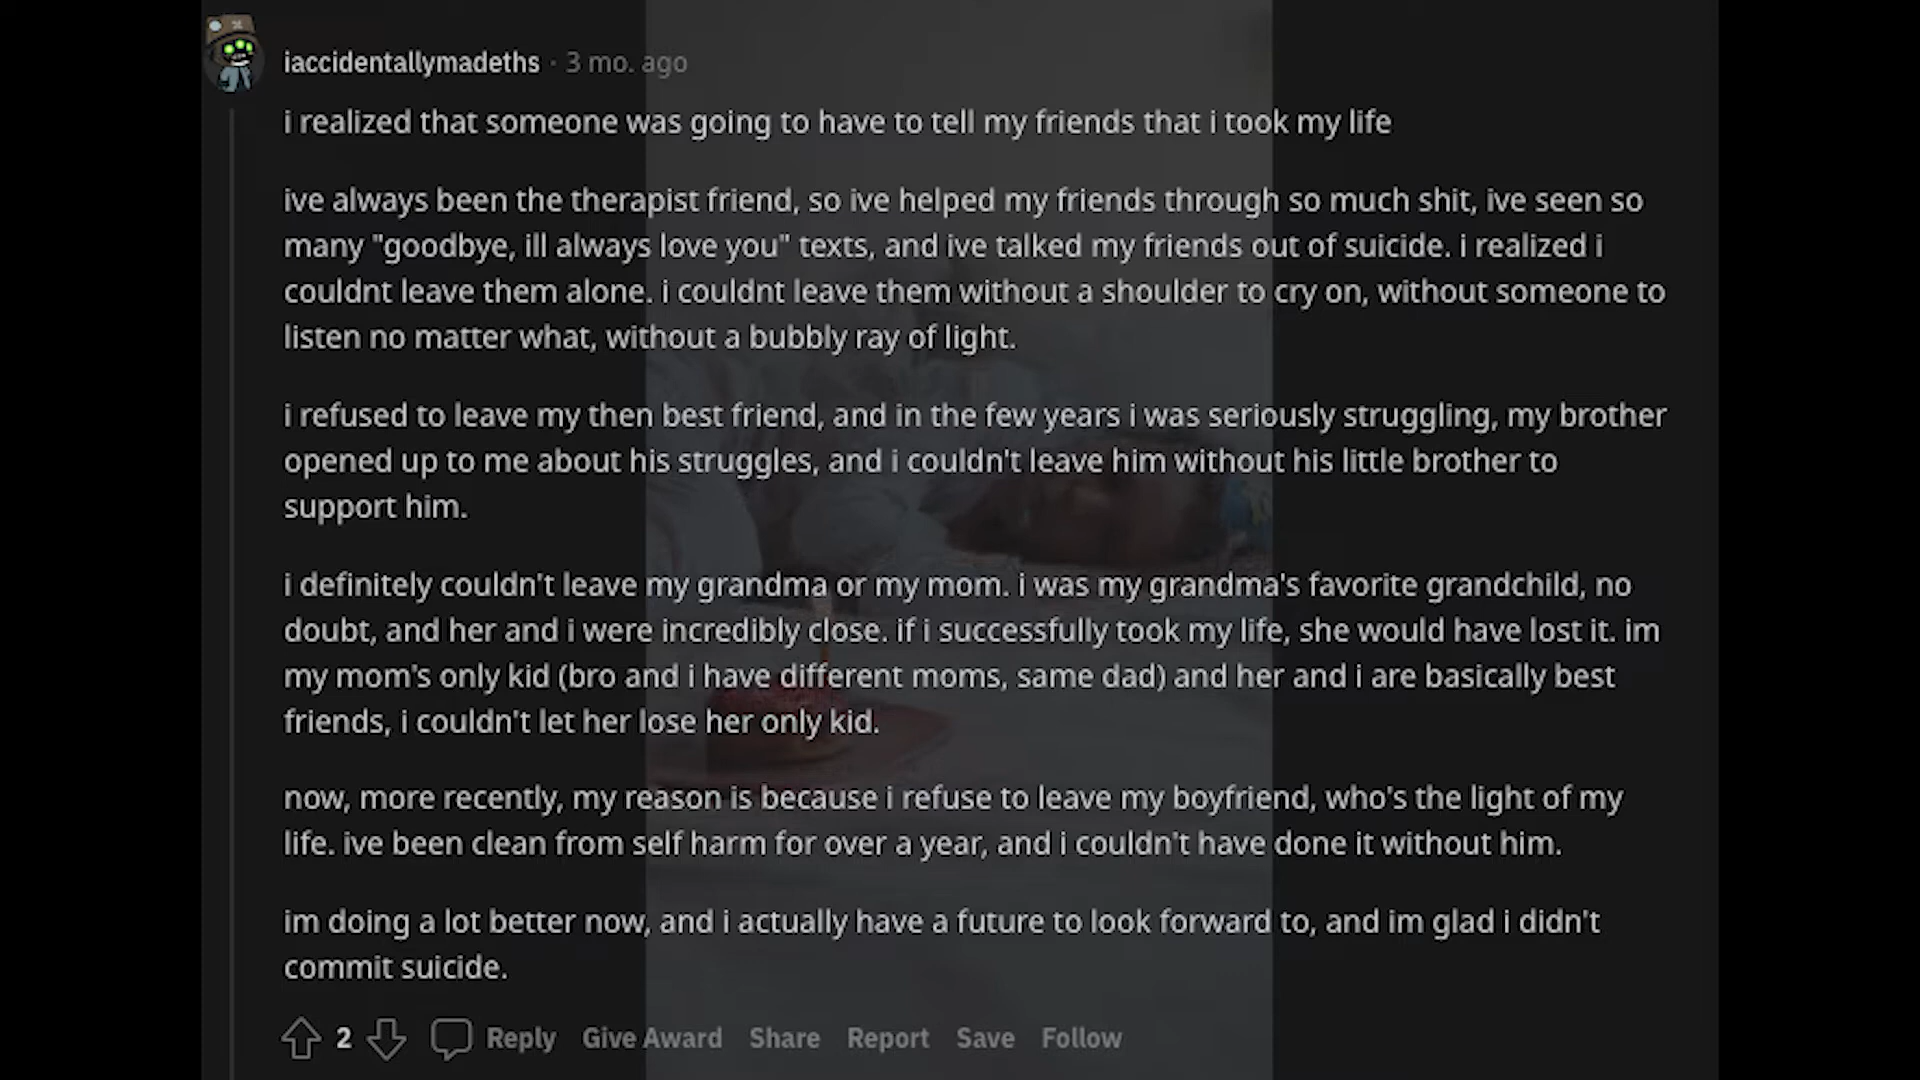 iaccidentallymadeths · 3 mo. ago
i realized that someone was going to have to tell my friends that i took my life
ive always been the therapist friend, so ive helped my friends through so much shit, ive seen so
many "goodbye, ill always love you" texts, and ive talked my friends out of suicide. i realized i
couldnt leave them alone. i couldnt leave them without a shoulder to cry on, without someone to
listen no matter what, without a bubbly ray of light.
i refused to leave my then best friend, and in the few years i was seriously struggling, my brother
opened up to me about his struggles, and i couldn't leave him without his little brother to
support him.
i definitely couldn't leave my grandma or my mom. i was my grandma's favorite grandchild, no
doubt, and her and i were incredibly close. if i successfully took my life, she would have lost it. im
my mom's only kid (bro and i have different moms, same dad) and her and i are basically best
friends, i couldn't let her lose her only kid.
now, more recently, my reason is because i refuse to leave my boyfriend, who's the light of my
life. ive been clean from self harm for over a year, and i couldn't have done it without him.
im doing a lot better now, and i actually have a future to look forward to, and im glad i didn't
commit suicide.
2 Reply Give Award Share Report Save Follow